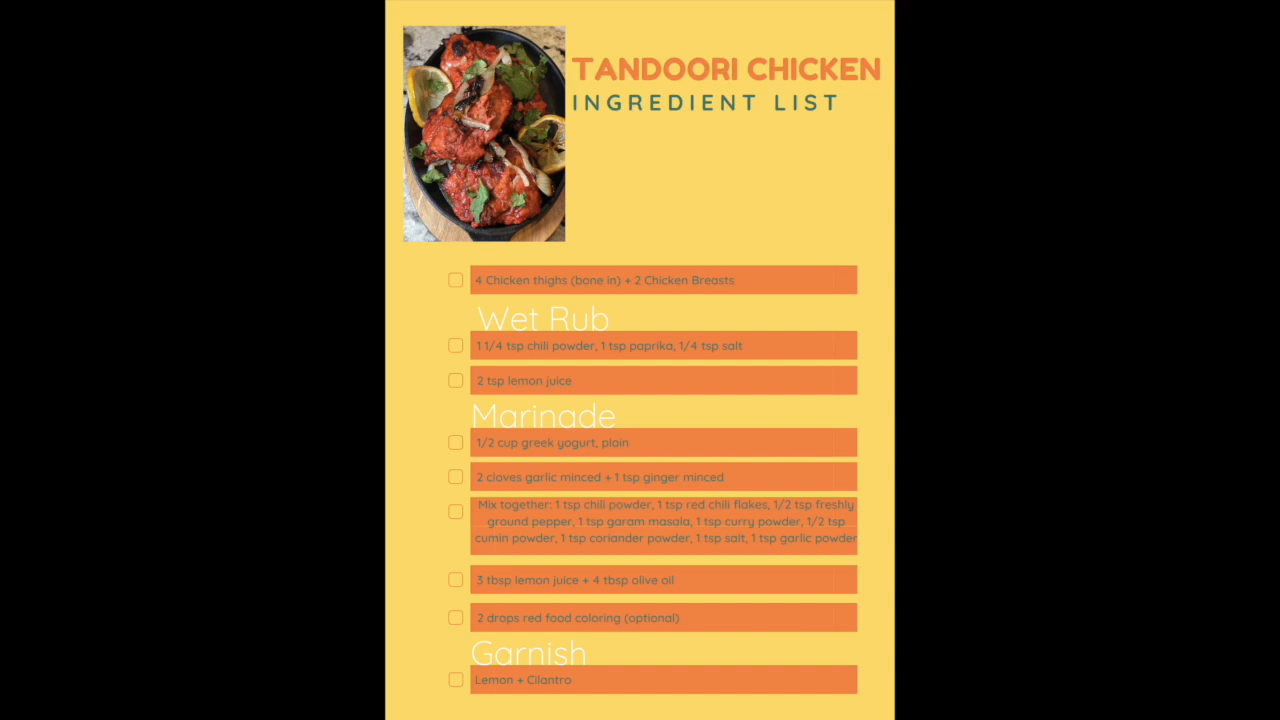 TANDOORI CHICKEN
INGREDIENT LIST
4 Chicken thighs (bone in) + 2 Chicken Breasts
Wet Rub
1 1/4 tsp chili powder, 1 tsp paprika, 1/4 tsp salt
2 tsp lemon juice
Marinade
1/2 cup greek yogurt, plain
2 cloves garlic minced + 1 tsp ginger minced
Mix together: 1 tsp chili powder, 1 tsp red chili flakes, 1/2 tsp freshly
ground pepper, 1 tsp garam masala, 1 tsp curry powder, 1/2 tsp
cumin powder, 1 tsp coriander powder, 1 tsp salt, 1 tsp garlic powder
3 tbsp lemon juice + 4 tbsp olive oil
2 drops red food coloring (optional)
Garnish
Lemon + Cilantro